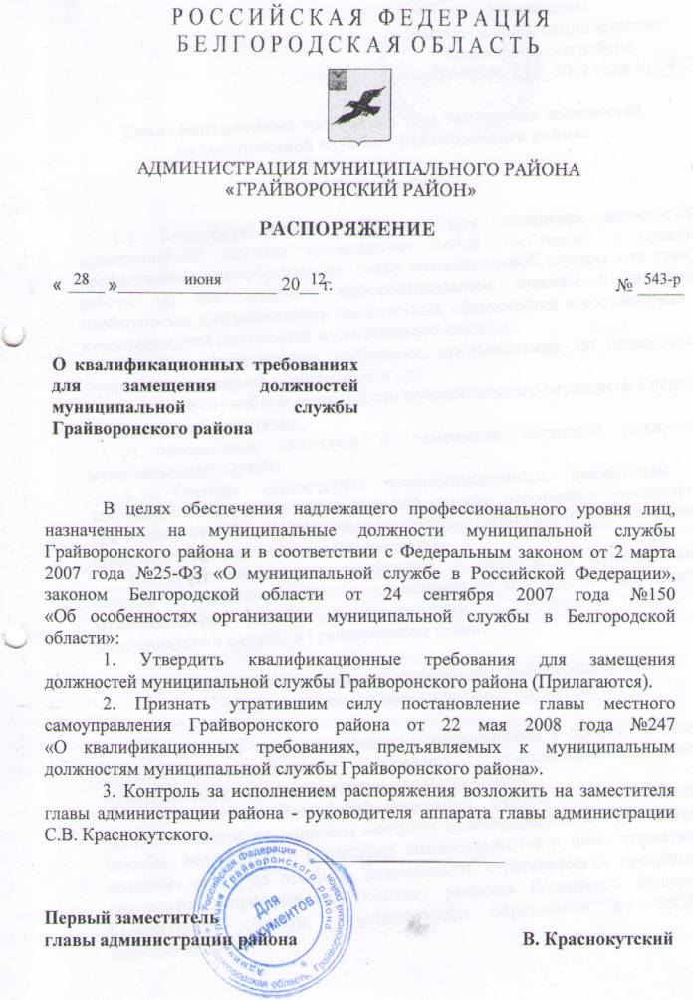 РОССИЙСКАЯ ФЕДЕРАЦИЯ
БЕЛГОРОДСКАЯ ОБЛАСТЬ
АДМИНИСТРАЦИЯ МУНИЦИПАЛЬНОГО РАЙОНА
«ГРАЙВОРОНСКИЙ РАЙОН»
РАСПОРЯЖЕНИЕ
« 28 » июня 20 12 г. № 543-р
О квалификационных требованиях
для замещения должностей
муниципальной службы
Грайворонского района
В целях обеспечения надлежащего профессионального уровня лиц,
назначенных на муниципальные должности муниципальной службы
Грайворонского района и в соответствии с Федеральным законом от 2 марта
2007 года №25-ФЗ «О муниципальной службе в Российской Федерации»,
законом Белгородской области от 24 сентября 2007 года №150
«Об особенностях организации муниципальной службы в Белгородской
области»:
1. Утвердить квалификационные требования для замещения
должностей муниципальной службы Грайворонского района (Прилагаются).
2. Признать утратившим силу постановление главы местного
самоуправления Грайворонского района от 22 мая 2008 года №247
«О квалификационных требованиях, предъявляемых к муниципальным
должностям муниципальной службы Грайворонского района».
3. Контроль за исполнением распоряжения возложить на заместителя
главы администрации района - руководителя аппарата главы администрации
С.В. Краснокутского.
Российская Федерация
Администрация Грайворонского района
Белгородская область, Грайворонский район
Для
документов
Первый заместитель
главы администрации района В. Краснокутский